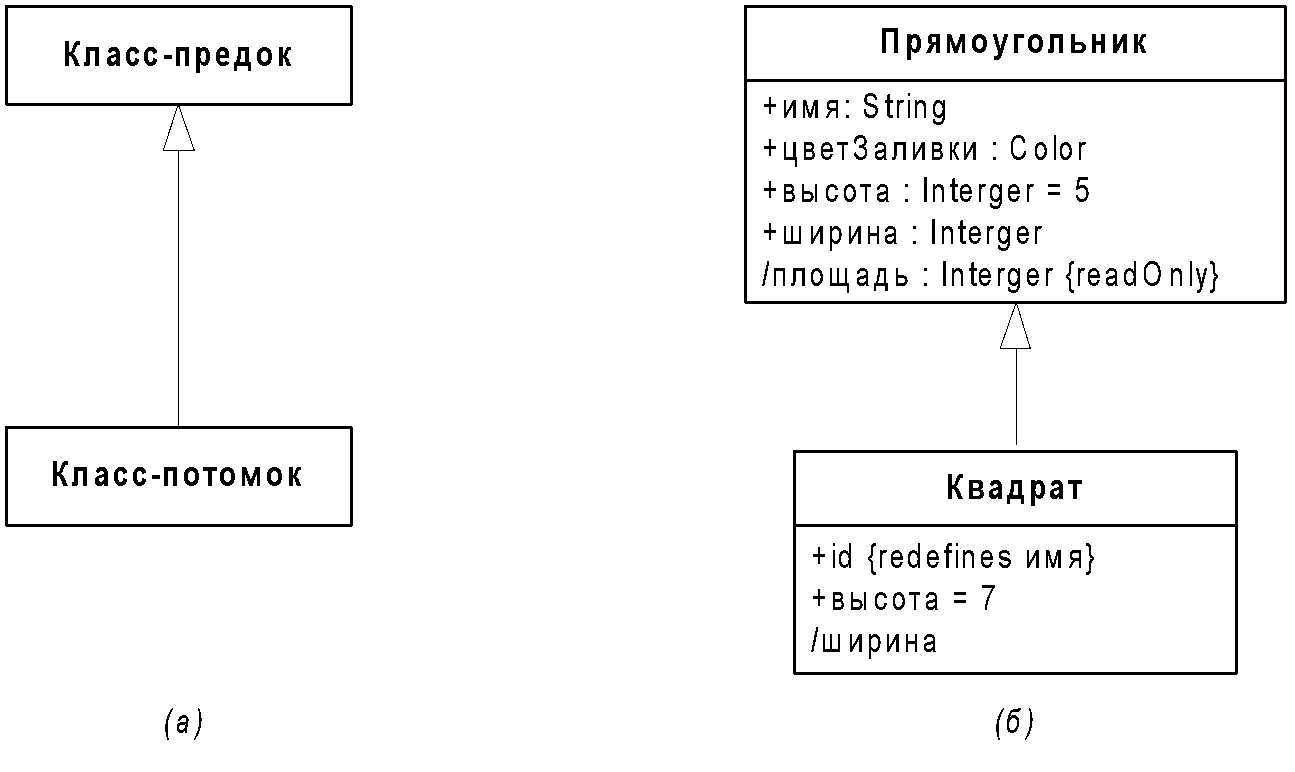 Класс-предок
Класс-потомок
(а)
Прямоугольник
+имя: String
+цветЗаливки : Color
+высота : Interger = 5
+ширина : Interger
/площадь : Interger {readOnly}
Квадрат
+id {redefines имя}
+высота = 7
/ширина
(б)